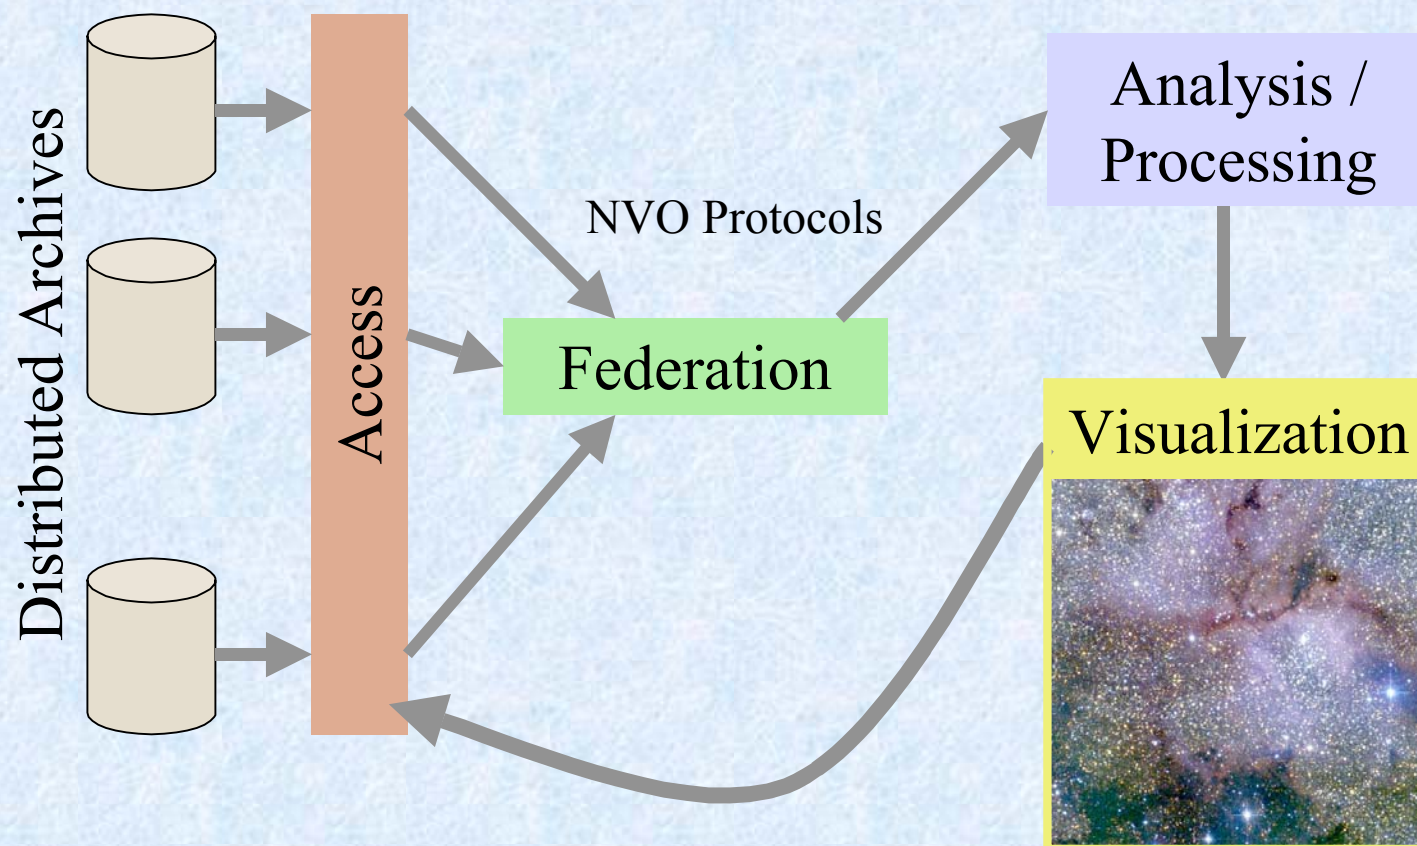 Distributed Archives
Access
NVO Protocols
Federation
Analysis /
Processing
Visualization